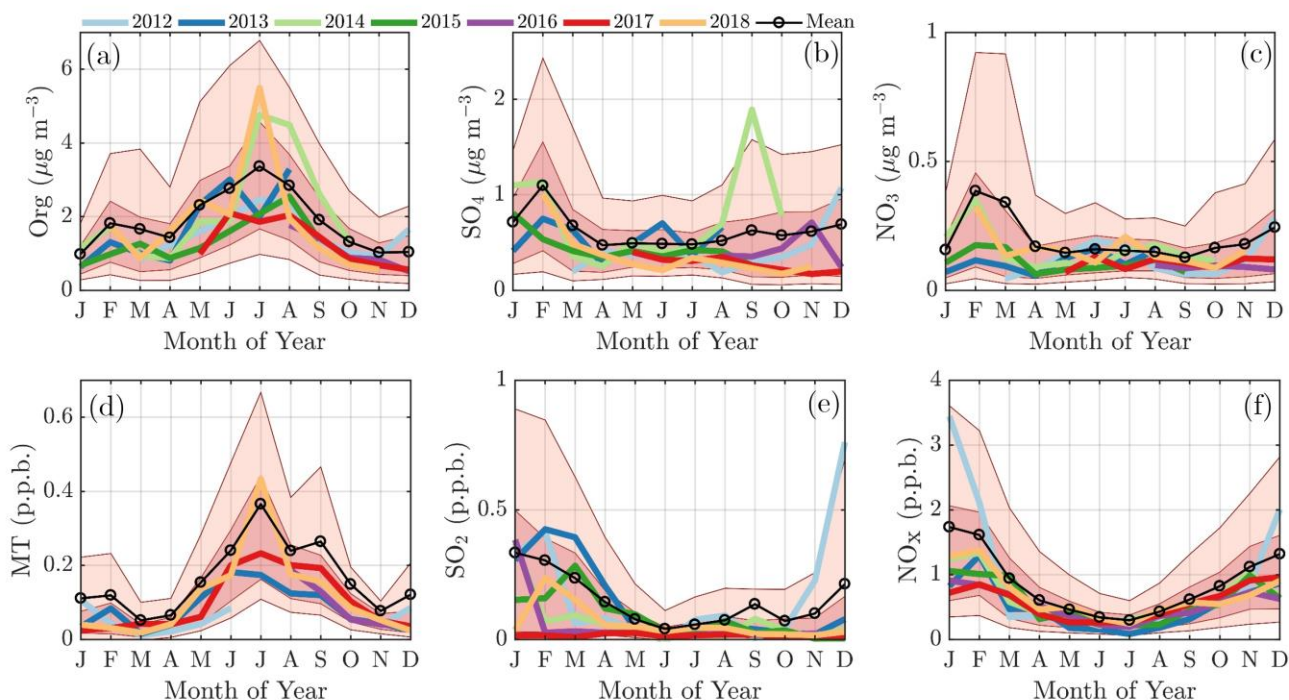 2012 2013 2014 2015 2016 2017 2018 Mean
(a)
Org (μg m⁻³)
6
4
2
0
J F M A M J J A S O N D
Month of Year
(b)
SO₄ (μg m⁻³)
2
1
0
J F M A M J J A S O N D
Month of Year
(c)
NO₃ (μg m⁻³)
1
0.5
0
J F M A M J J A S O N D
Month of Year
(d)
MT (p.p.b.)
0.6
0.4
0.2
0
J F M A M J J A S O N D
Month of Year
(e)
SO₂ (p.p.b.)
1
0.5
0
J F M A M J J A S O N D
Month of Year
(f)
NOx (p.p.b.)
4
3
2
1
0
J F M A M J J A S O N D
Month of Year